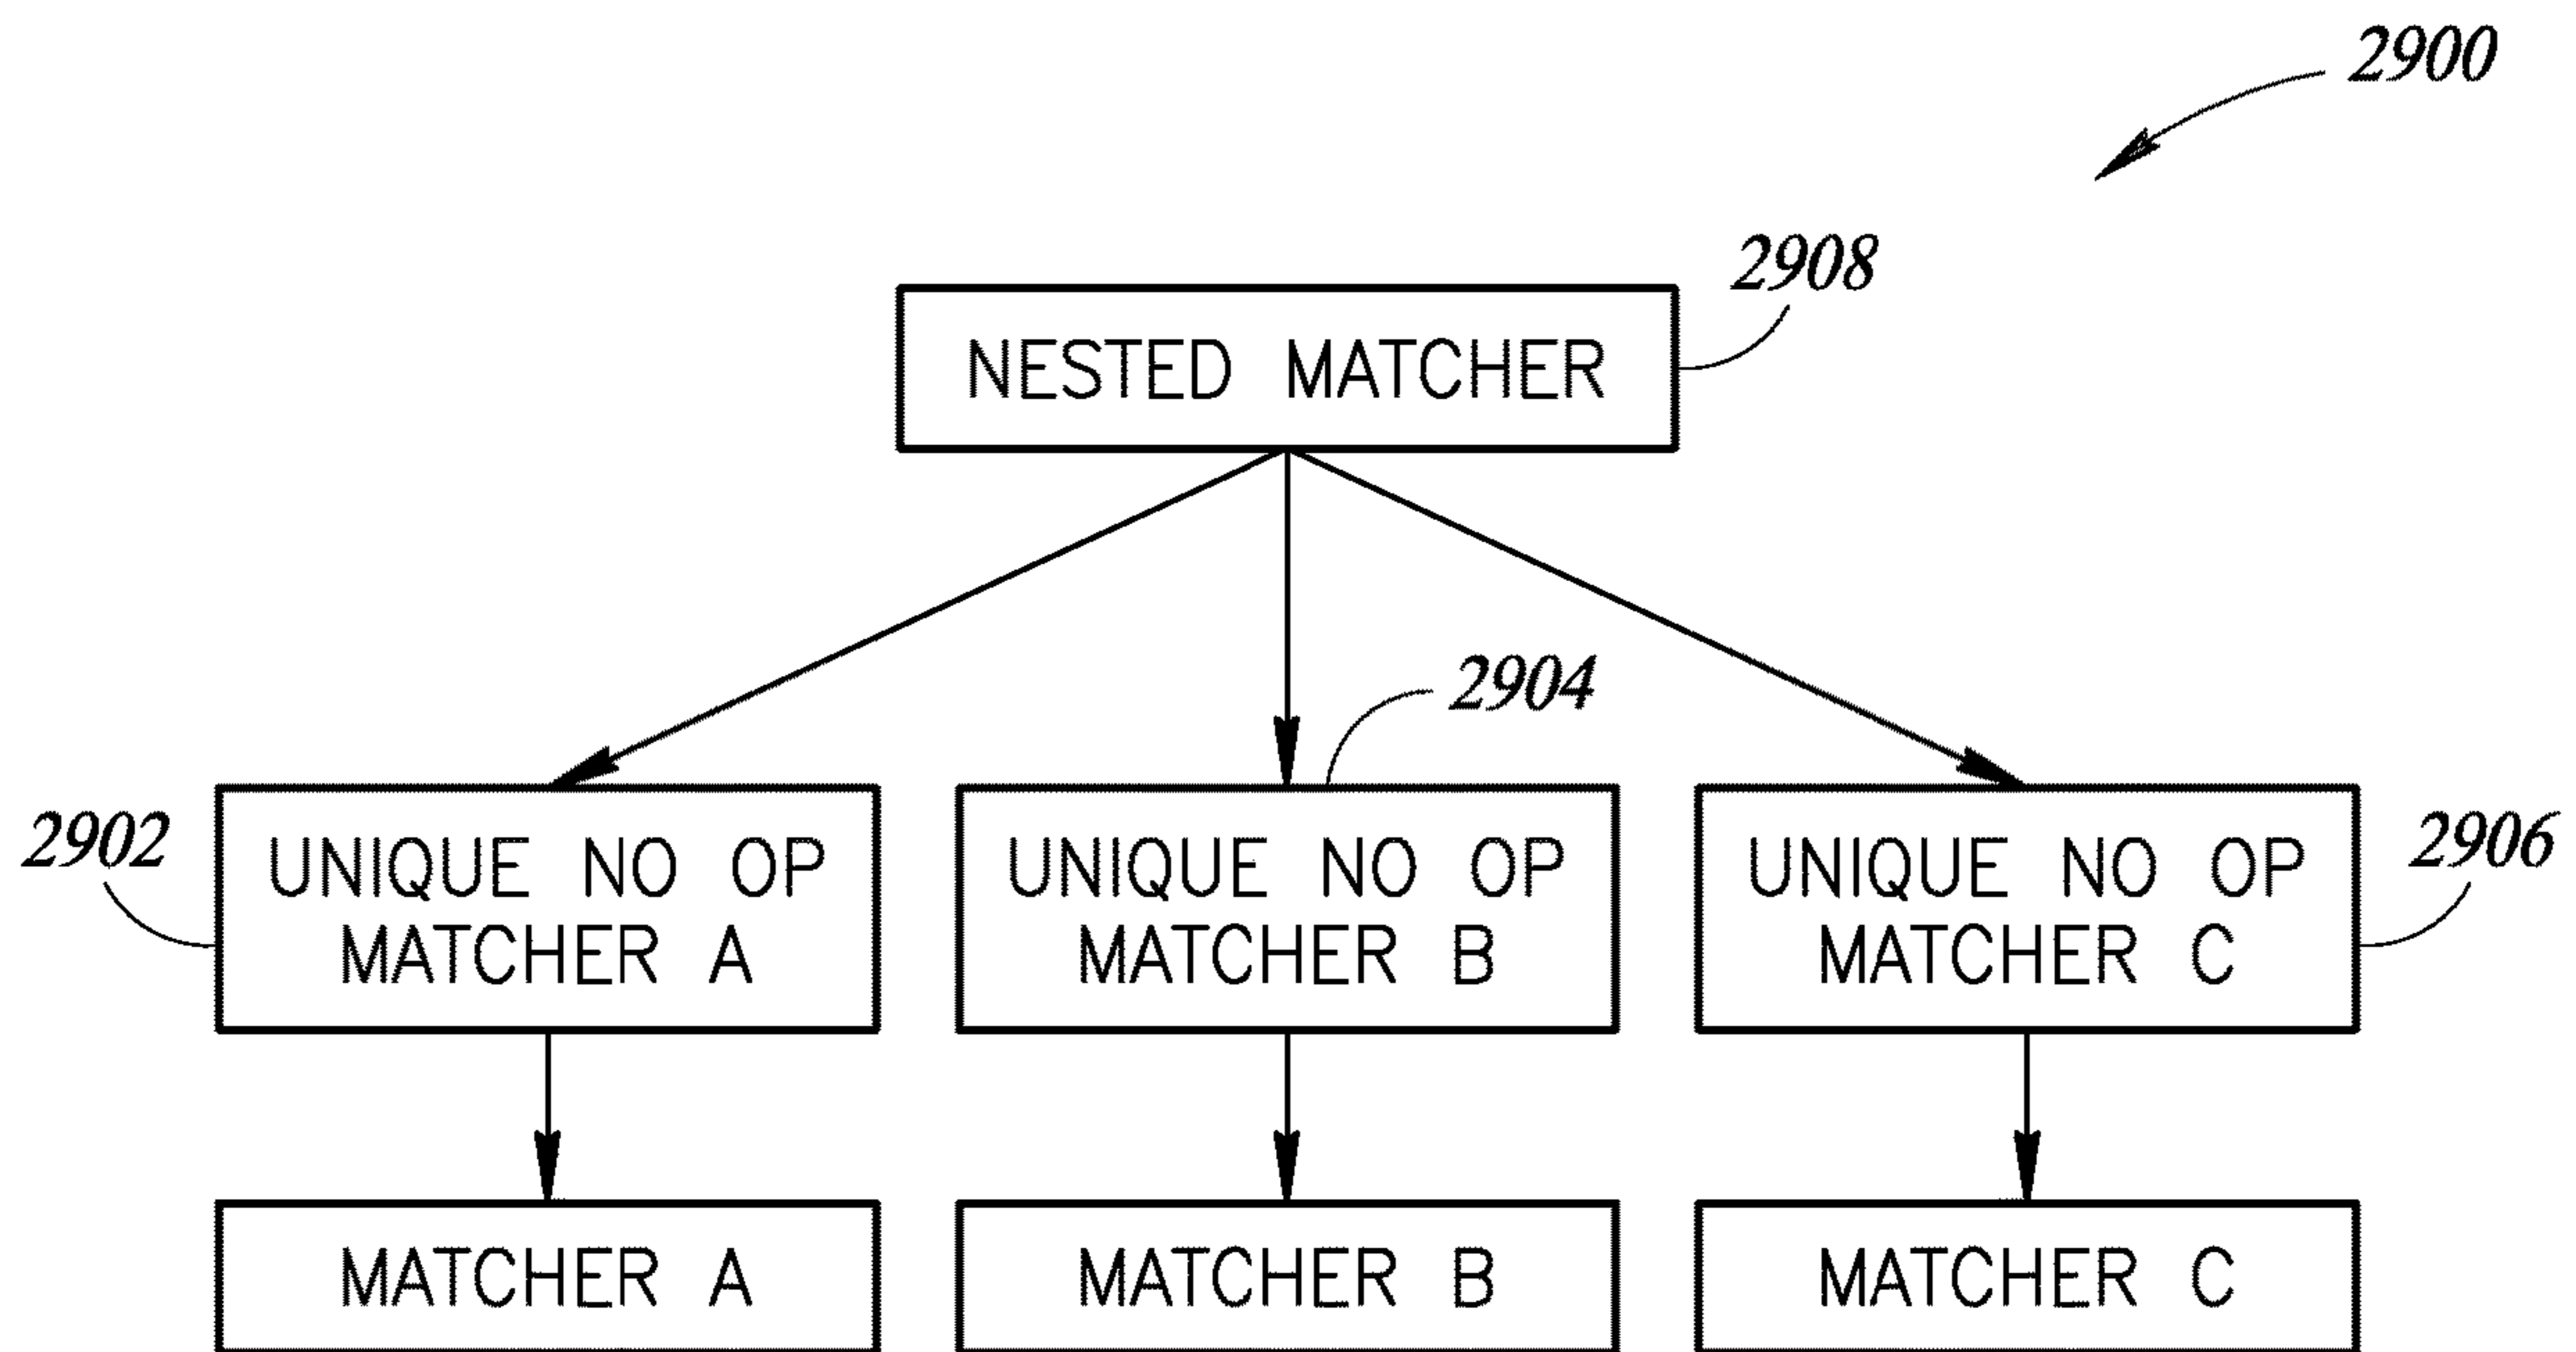 2900
2908
NESTED MATCHER
2904
2902
UNIQUE NO OP
MATCHER A
UNIQUE NO OP
MATCHER B
UNIQUE NO OP
MATCHER C
2906
MATCHER A
MATCHER B
MATCHER C